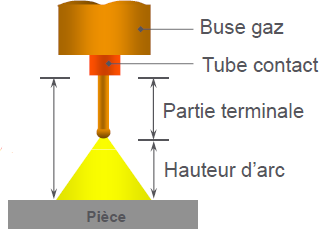 Buse gaz
Tube contact
Partie terminale
Hauteur d'arc
Pièce